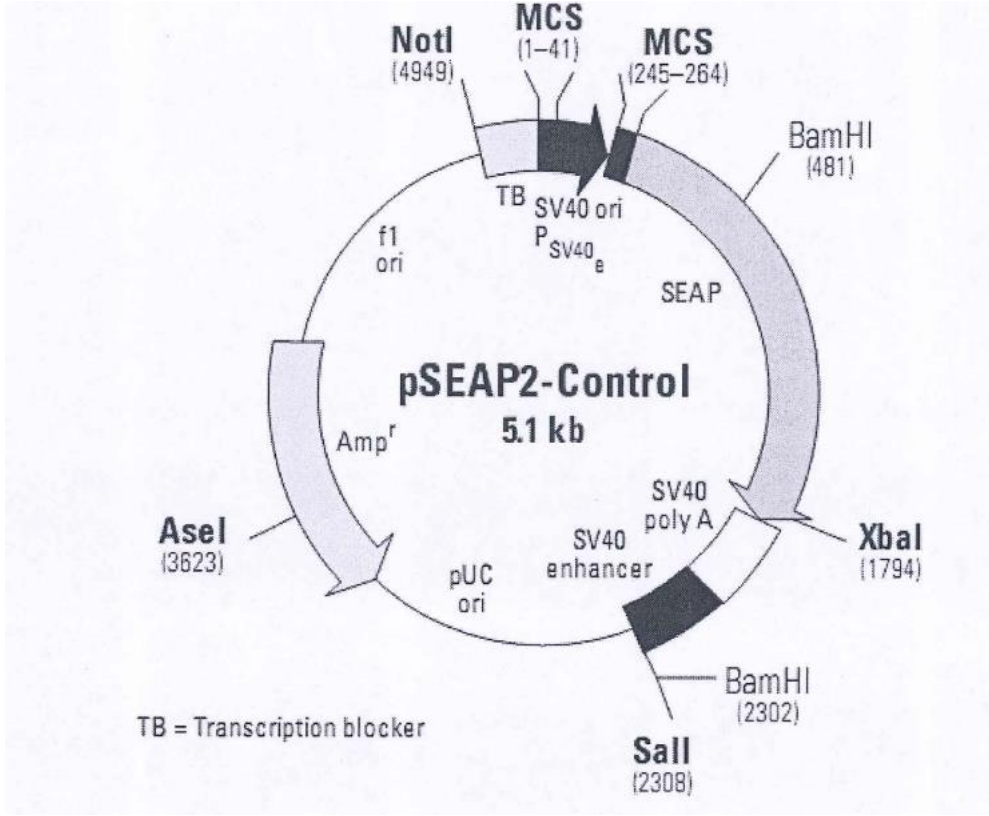 MCS
(1–41)
NotI
(4949)
MCS
(245–264)
BamHI
(481)
TB
SV40 ori
PSV40e
f1
ori
SEAP
pSEAP2-Control
5.1 kb
Ampr
SV40
poly A
AseI
(3623)
SV40
enhancer
XbaI
(1794)
pUC
ori
BamHI
(2302)
TB = Transcription blocker
SalI
(2308)